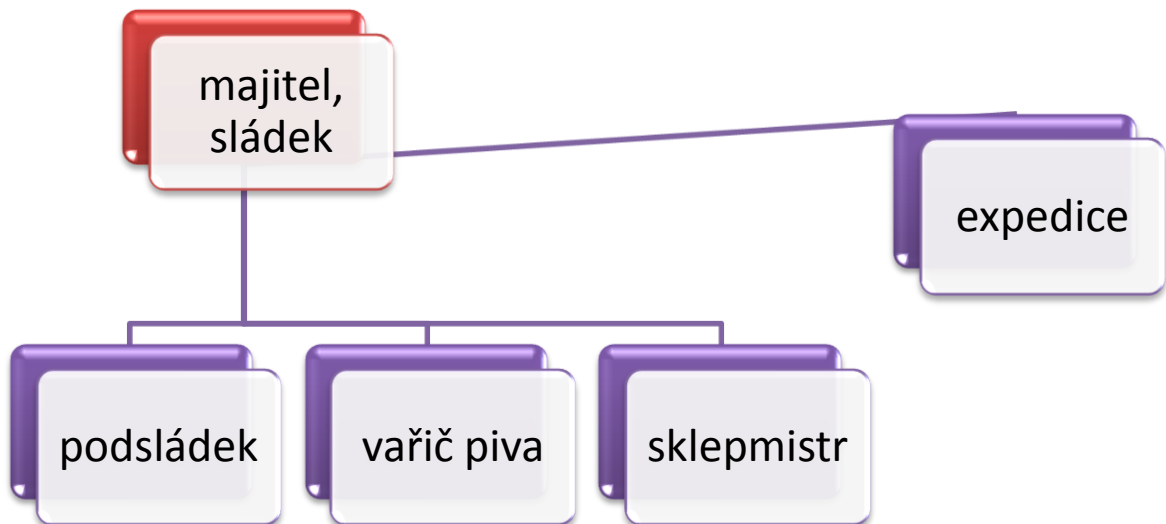 majitel,
sládek
expedice
podsládek
vařič piva
sklepmistr